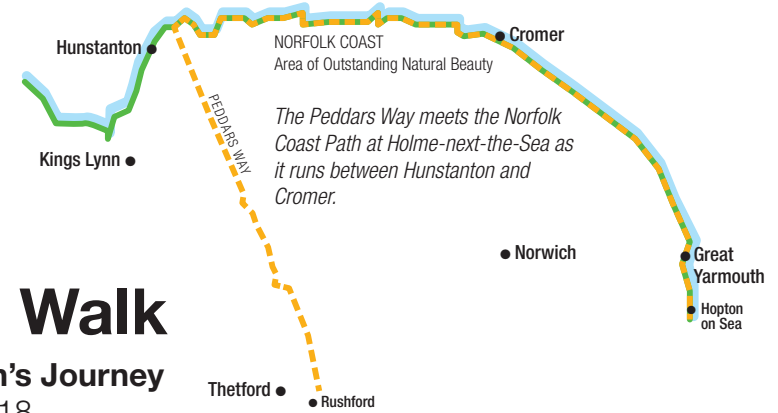 Hunstanton
Cromer
NORFOLK COAST
Area of Outstanding Natural Beauty
PEDDARS WAY
The Peddars Way meets the Norfolk
Coast Path at Holme-next-the-Sea as
it runs between Hunstanton and
Cromer.
Kings Lynn
Norwich
Great
Yarmouth
Hopton
on Sea
Walk
n's Journey
18
Thetford
Rushford